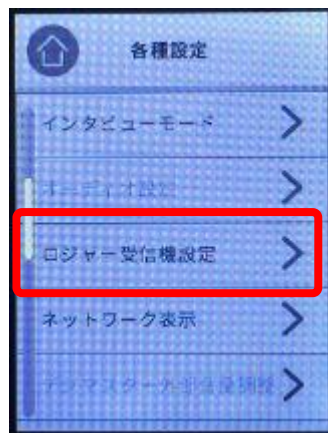 各種設定
インタビューモード
オーディオ設定
ロジャー受信機設定
ネットワーク表示